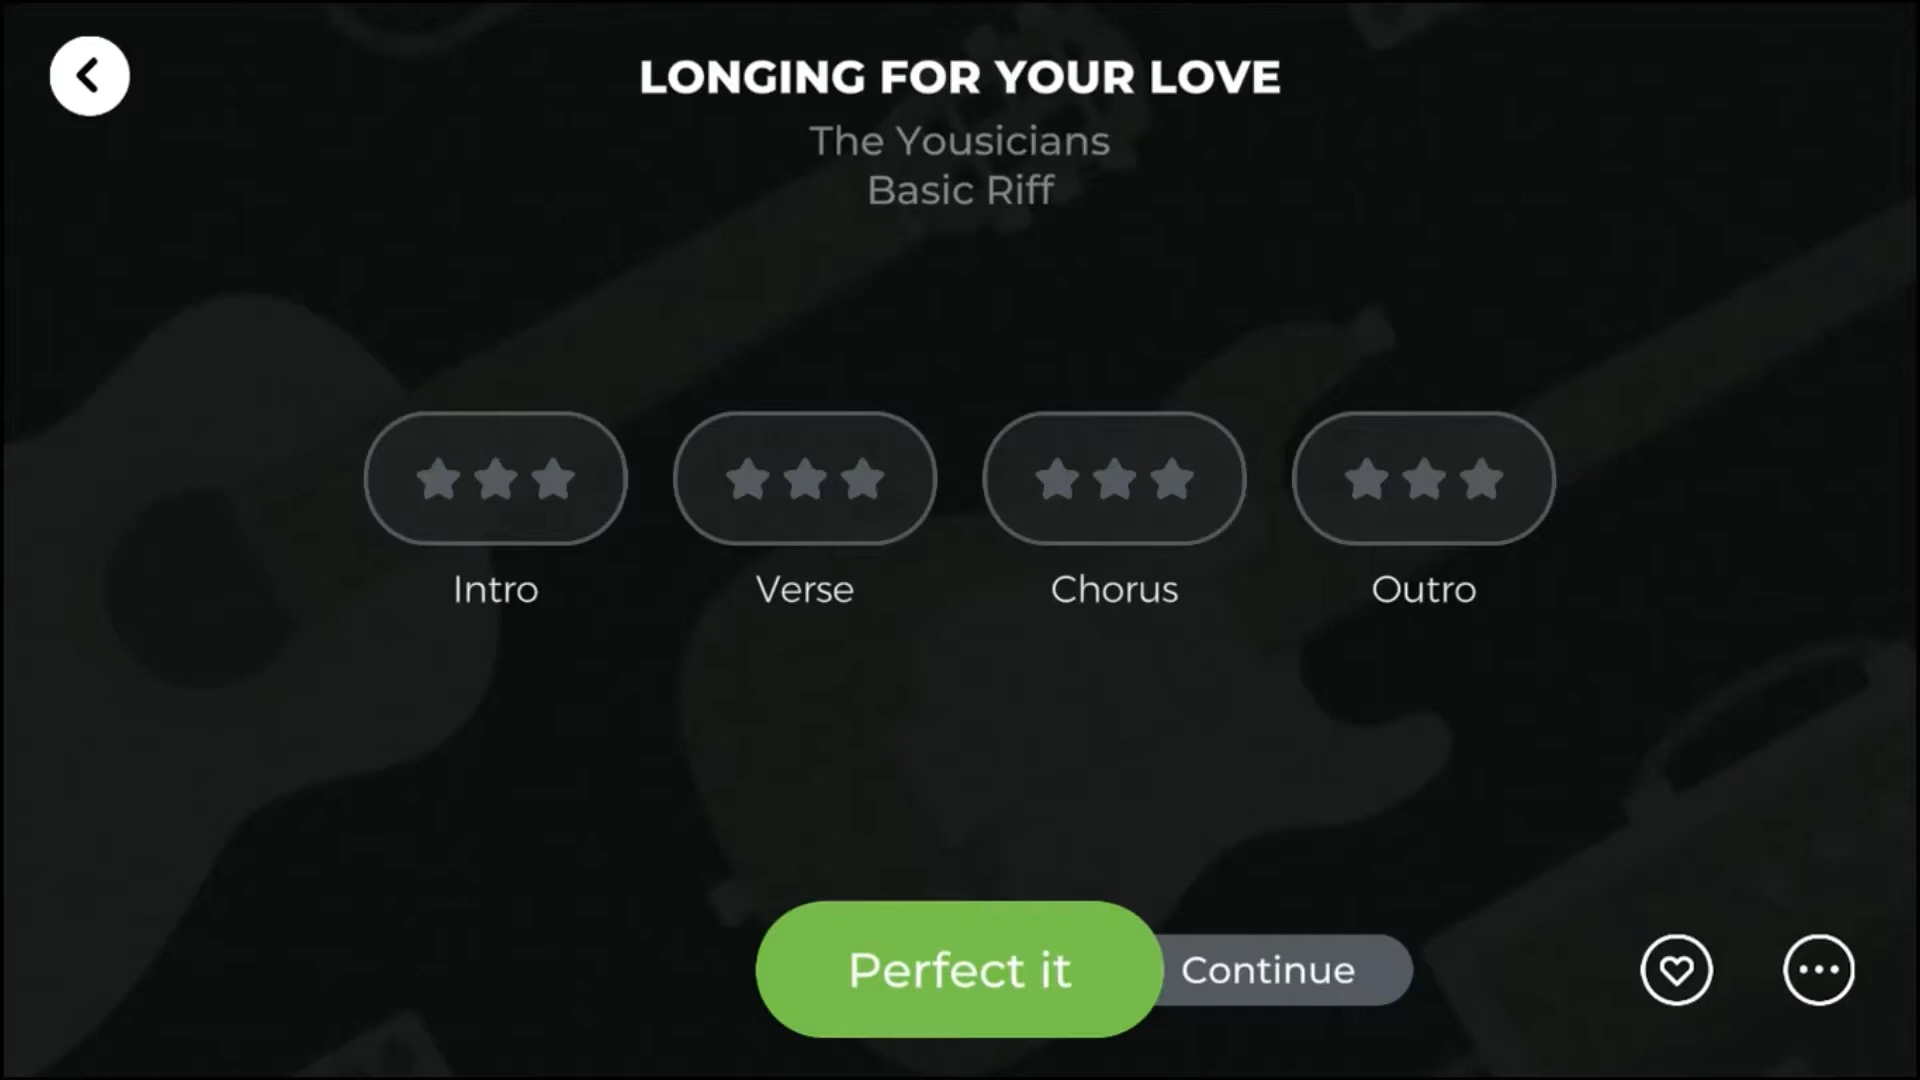 LONGING FOR YOUR LOVE
The Yousicians
Basic Riff
Intro
Verse
Chorus
Outro
Perfect it
Continue